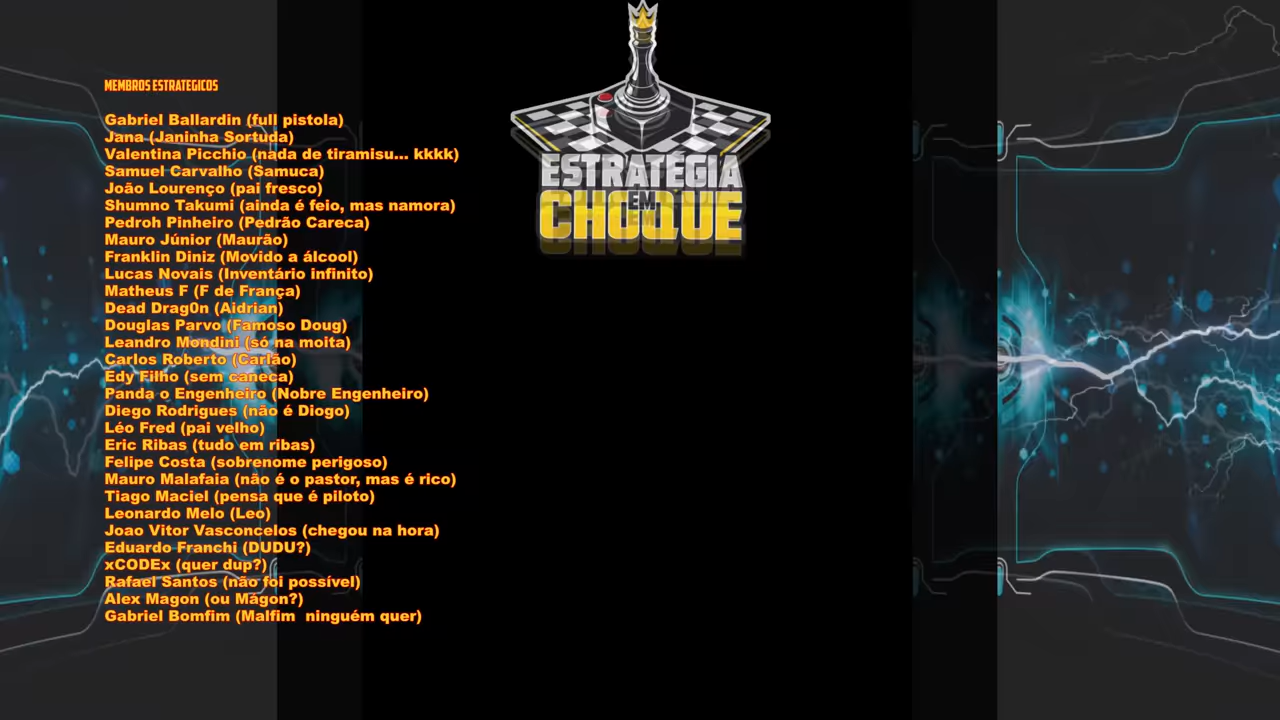 MEMBROS ESTRATEGICOS
Gabriel Ballardin (full pistola)
Jana (Janinha Sortuda)
Valentina Picchio (nada de tiramisu... kkkk)
Samuel Carvalho (Samuca)
João Lourenço (pai fresco)
Shumno Takumi (ainda é feio, mas namora)
Pedroh Pinheiro (Pedrão Careca)
Mauro Júnior (Maurão)
Franklin Diniz (Movido a álcool)
Lucas Novais (Inventário infinito)
Matheus F (F de França)
Dead Drag0n (Aidrian)
Douglas Parvo (Famoso Doug)
Leandro Mondini (só na moita)
Carlos Roberto (Carlão)
Edy Filho (sem caneca)
Panda o Engenheiro (Nobre Engenheiro)
Diego Rodrigues (não é Diogo)
Léo Fred (pai velho)
Eric Ribas (tudo em ribas)
Felipe Costa (sobrenome perigoso)
Mauro Malafaia (não é o pastor, mas é rico)
Tiago Maciel (pensa que é piloto)
Leonardo Melo (Leo)
Joao Vitor Vasconcelos (chegou na hora)
Eduardo Franchi (DUDU?)
xCODEx (quer dup?)
Rafael Santos (não foi possível)
Alex Magon (ou Mágon?)
Gabriel Bomfim (Malfim  ninguém quer)
ESTRATÉGIA
EM
CHOQUE